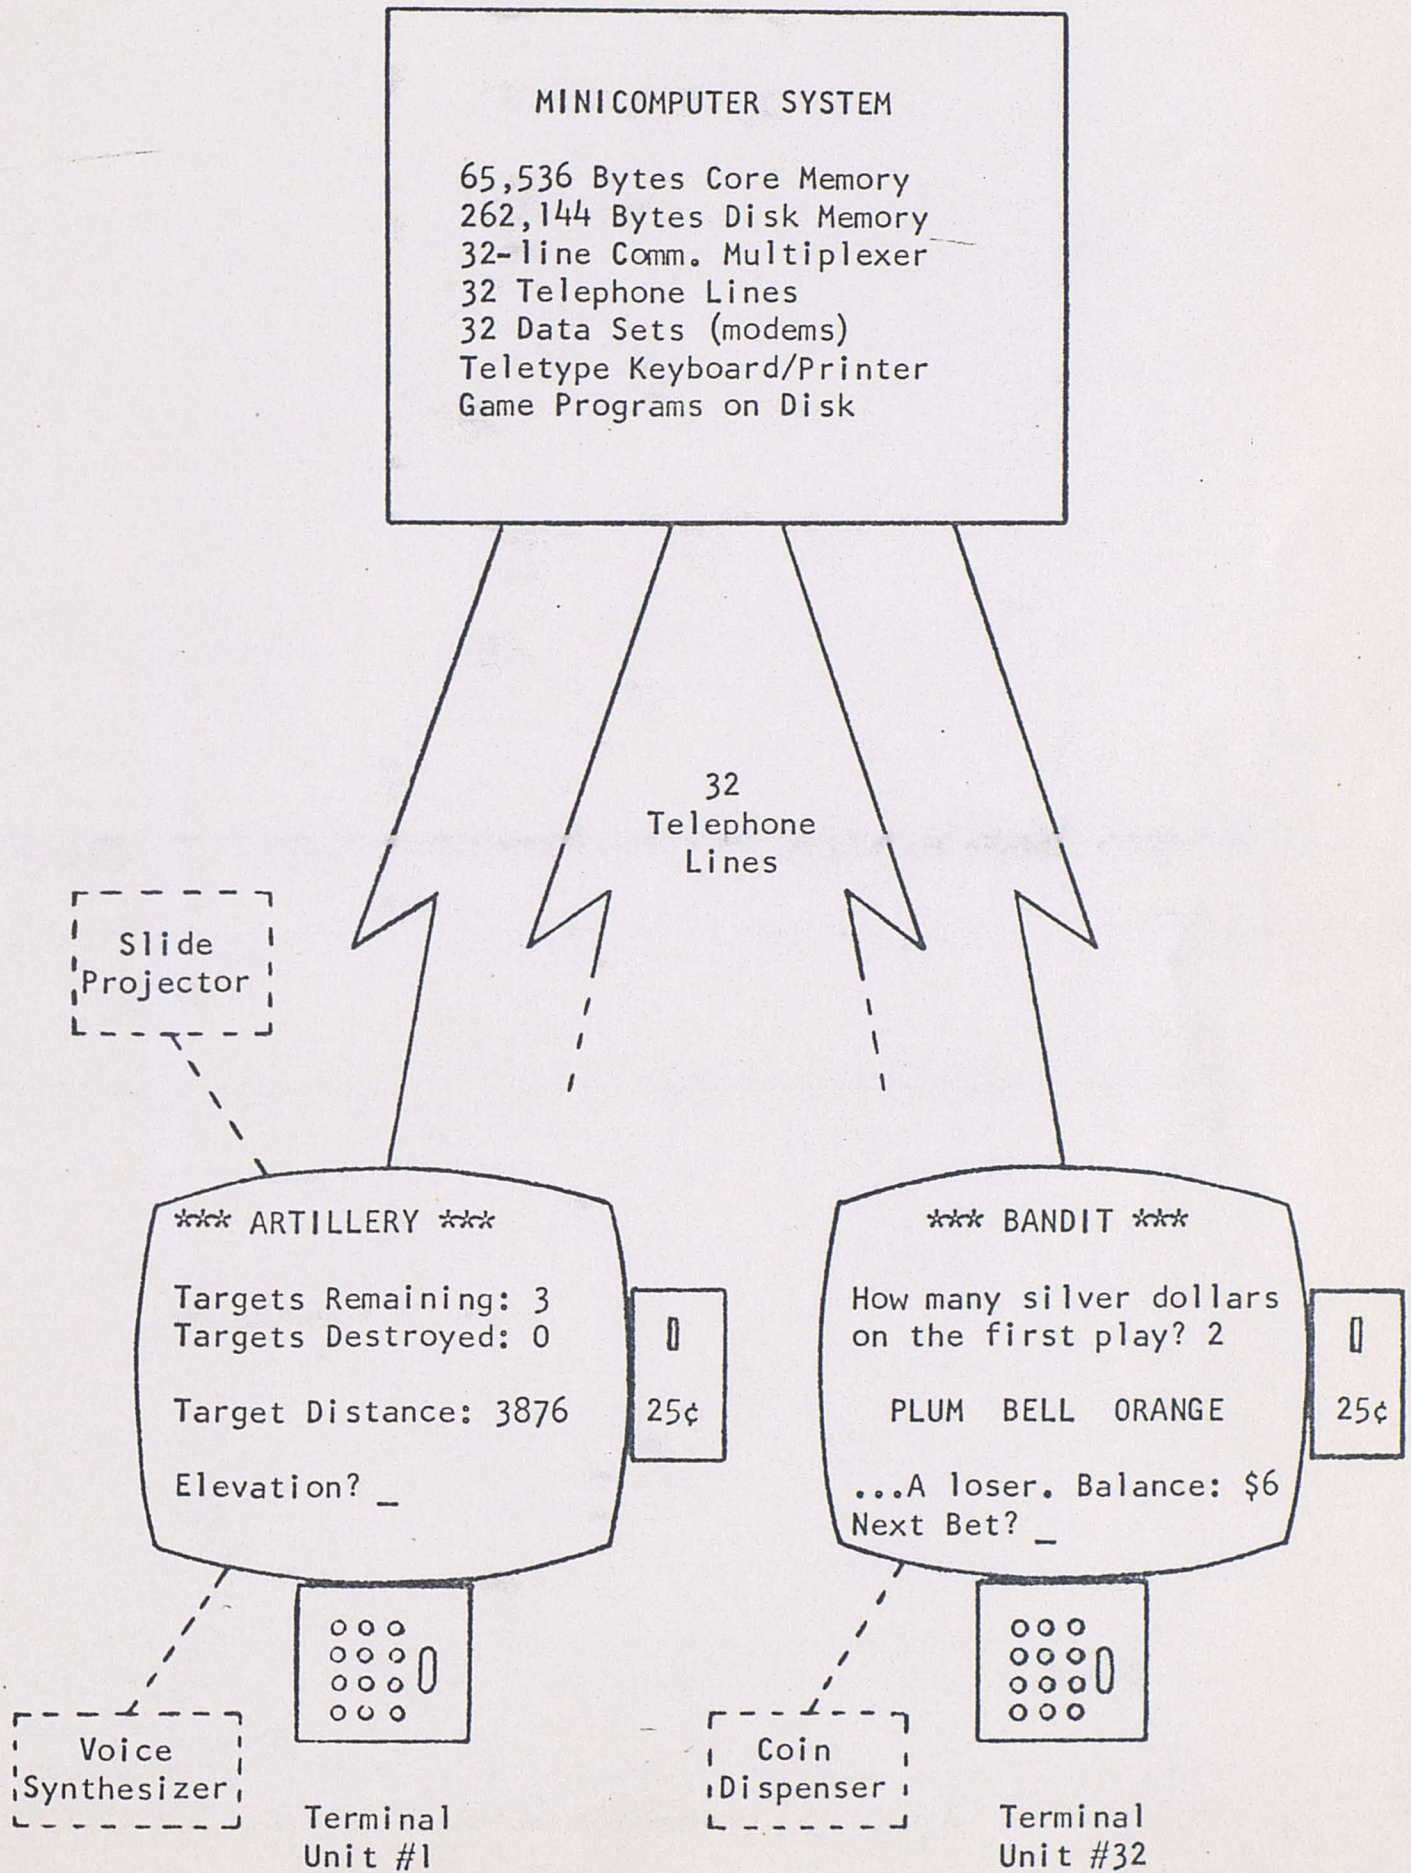 MINICOMPUTER SYSTEM
65,536 Bytes Core Memory
262,144 Bytes Disk Memory
32-line Comm. Multiplexer
32 Telephone Lines
32 Data Sets (modems)
Teletype Keyboard/Printer
Game Programs on Disk
32
Telephone
Lines
Slide
Projector
*** ARTILLERY ***
Targets Remaining: 3
Targets Destroyed: 0
Target Distance: 3876
Elevation? _
25¢
*** BANDIT ***
How many silver dollars
on the first play? 2
PLUM BELL ORANGE
...A loser. Balance: $6
Next Bet? _
25¢
Voice
Synthesizer
Terminal
Unit #1
Coin
Dispenser
Terminal
Unit #32